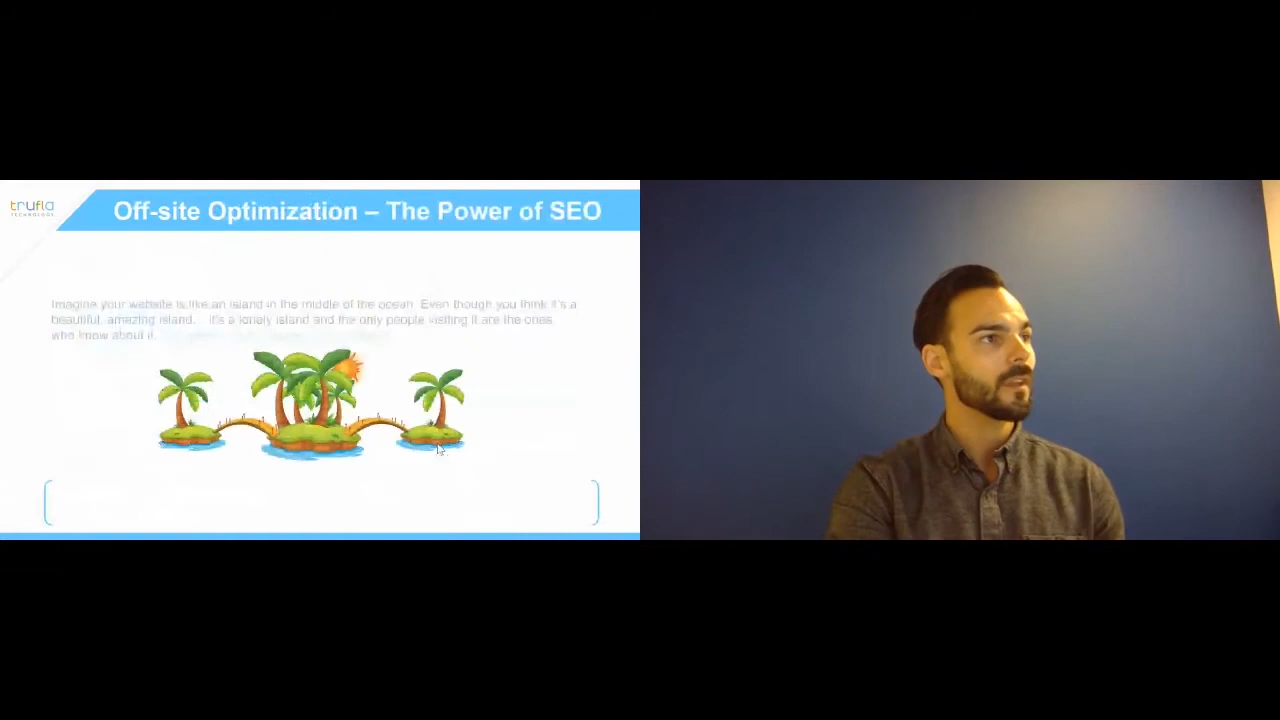 trufla
TECHNOLOGY
Off-site Optimization – The Power of SEO
Imagine your website is like an island in the middle of the ocean. Even though you think it's a
beautiful, amazing island... it's a lonely island and the only people visiting it are the ones
who know about it.